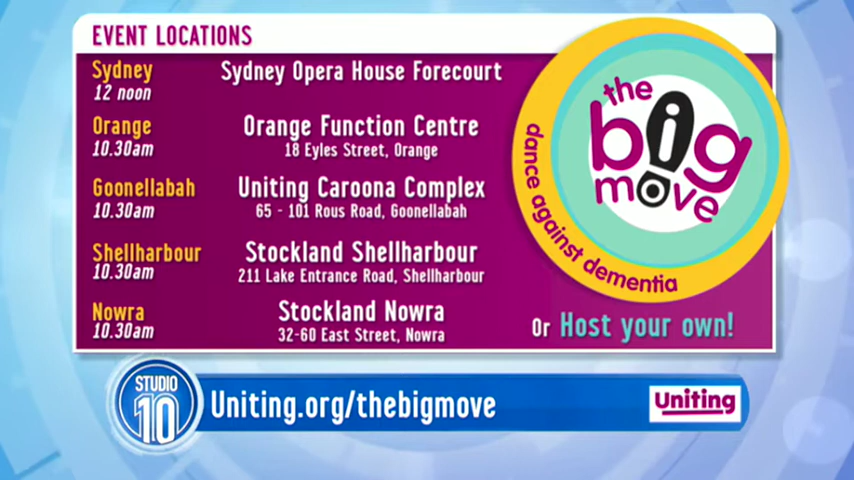 EVENT LOCATIONS
Sydney
12 noon
Sydney Opera House Forecourt
Orange
10.30am
Orange Function Centre
18 Eyles Street, Orange
Goonellabah
10.30am
Uniting Caroona Complex
65 - 101 Rous Road, Goonellabah
Shellharbour
10.30am
Stockland Shellharbour
211 Lake Entrance Road, Shellharbour
Nowra
10.30am
Stockland Nowra
32-60 East Street, Nowra
the
big
move
dance against dementia
Or Host your own!
STUDIO
10
Uniting.org/thebigmove
Uniting